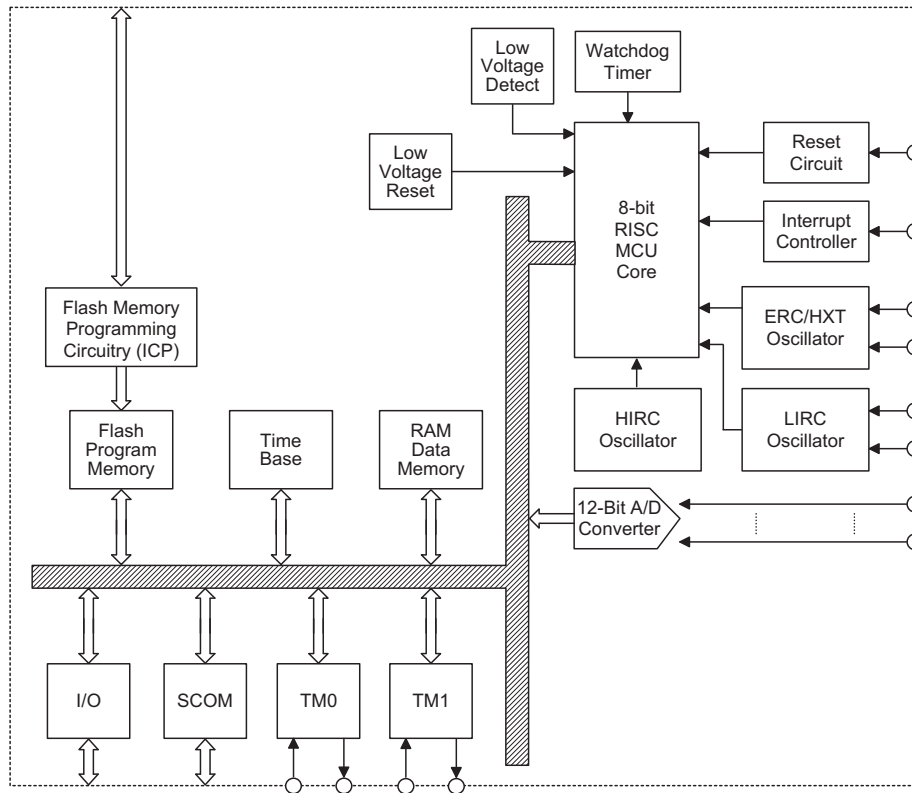 Low
Voltage
Detect
Watchdog
Timer
Low
Voltage
Reset
8-bit
RISC
MCU
Core
Reset
Circuit
Interrupt
Controller
ERC/HXT
Oscillator
Flash Memory
Programming
Circuitry (ICP)
HIRC
Oscillator
LIRC
Oscillator
Flash
Program
Memory
Time
Base
RAM
Data
Memory
12-Bit A/D
Converter
I/O
SCOM
TM0
TM1